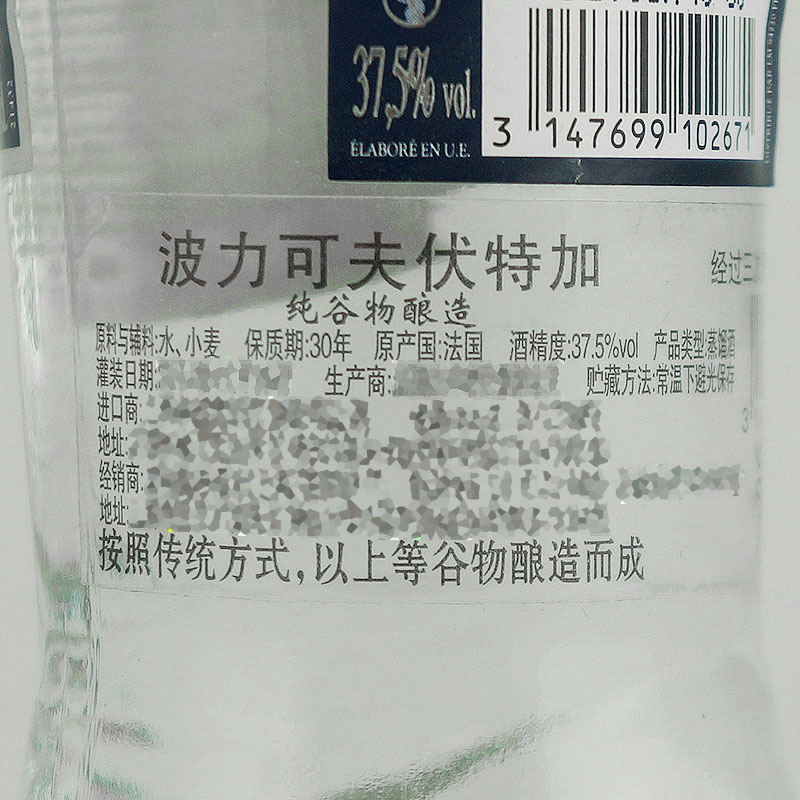 37,5% vol.
ÉLABORÉ EN U.E.
3 147699 102671
波力可夫伏特加
经过三
纯谷物酿造
原料与辅料:水、小麦 保质期:30年 原产国:法国 酒精度:37.5%vol 产品类型:蒸馏酒
灌装日期: 生产商: 贮藏方法:常温下避光保存
进口商:
地址:
经销商:
地址:
按照传统方式,以上等谷物酿造而成